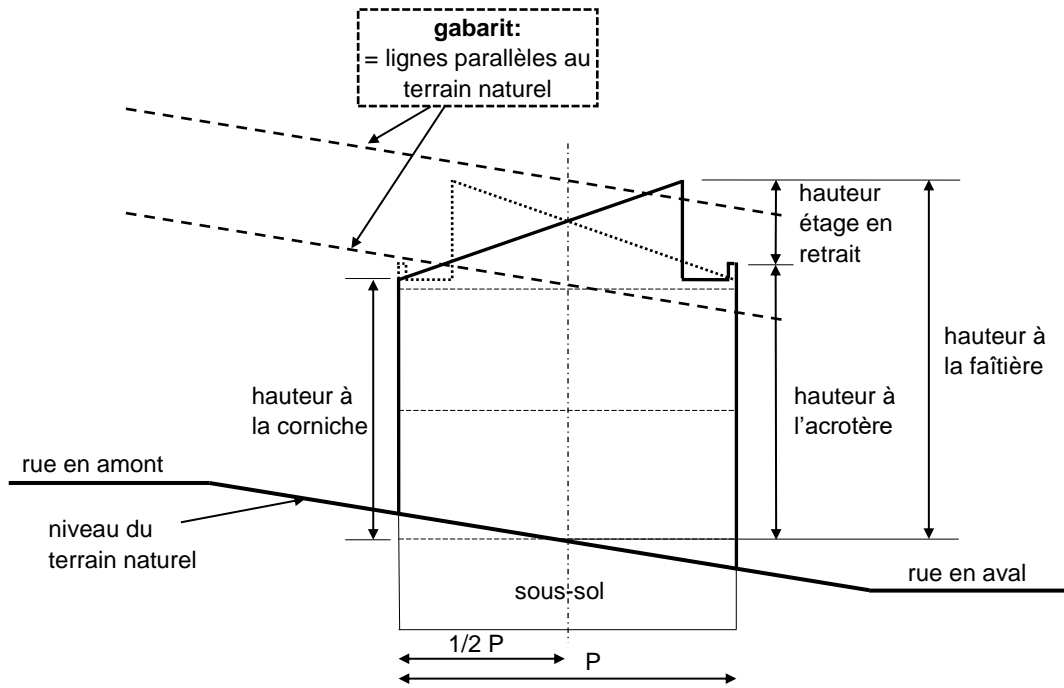 gabarit:
= lignes parallèles au
terrain naturel
hauteur
étage en
retrait
hauteur à
la faîtière
hauteur à
la corniche
hauteur à
l’acrotère
rue en amont
niveau du
terrain naturel
rue en aval
sous-sol
1/2 P
P